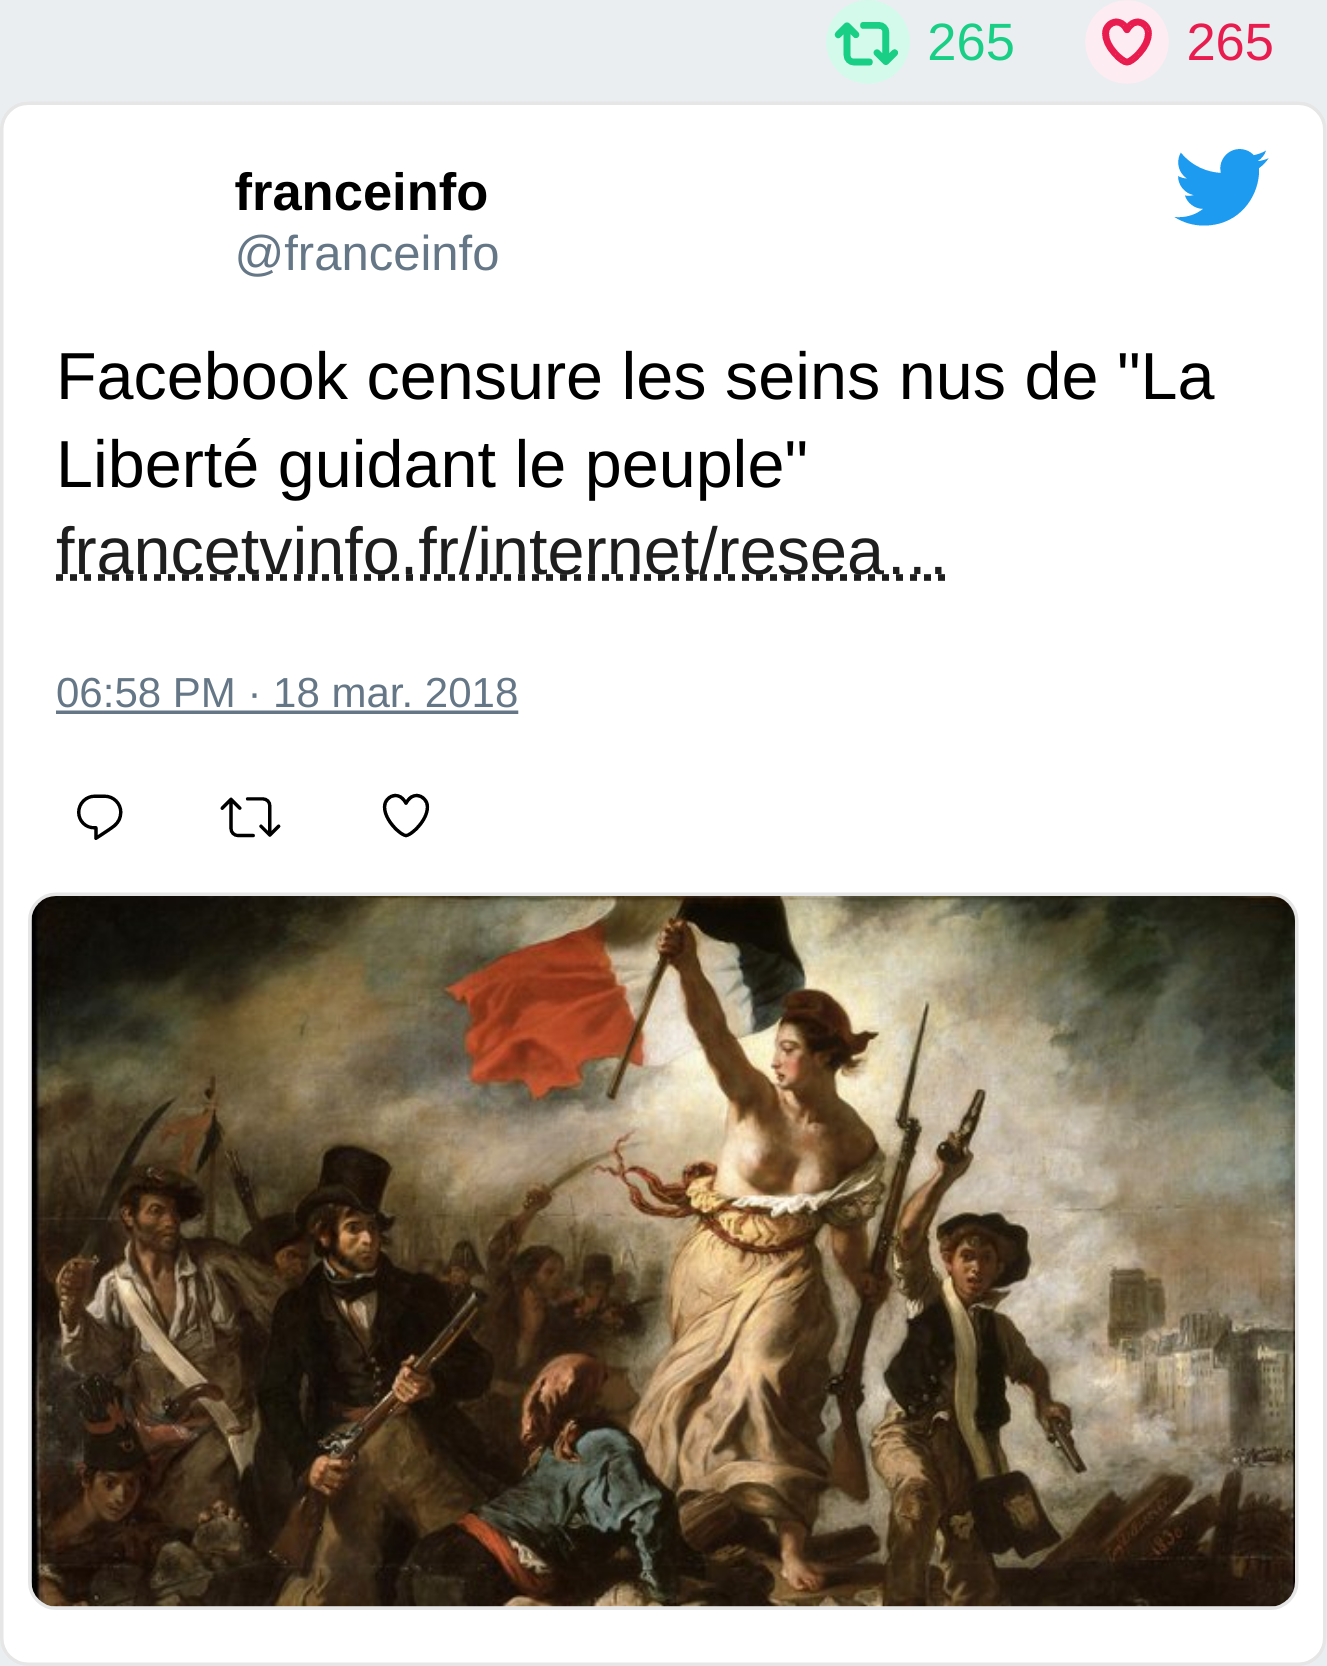 265 265
franceinfo
@franceinfo
Facebook censure les seins nus de "La
Liberté guidant le peuple"
francetvinfo.fr/internet/resea...
06:58 PM · 18 mar. 2018
1830